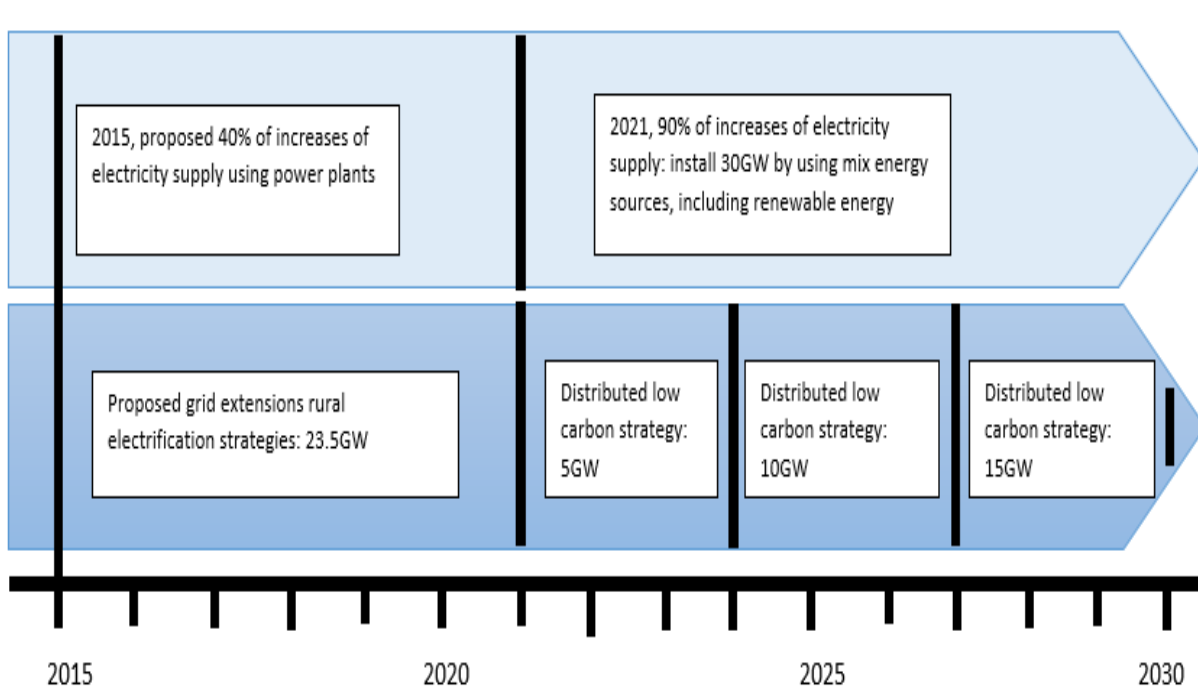 2015, proposed 40% of increases of
electricity supply using power plants
2021, 90% of increases of electricity
supply: install 30GW by using mix energy
sources, including renewable energy
Proposed grid extensions rural
electrification strategies: 23.5GW
Distributed low
carbon strategy:
5GW
Distributed low
carbon strategy:
10GW
Distributed low
carbon strategy:
15GW
2015
2020
2025
2030